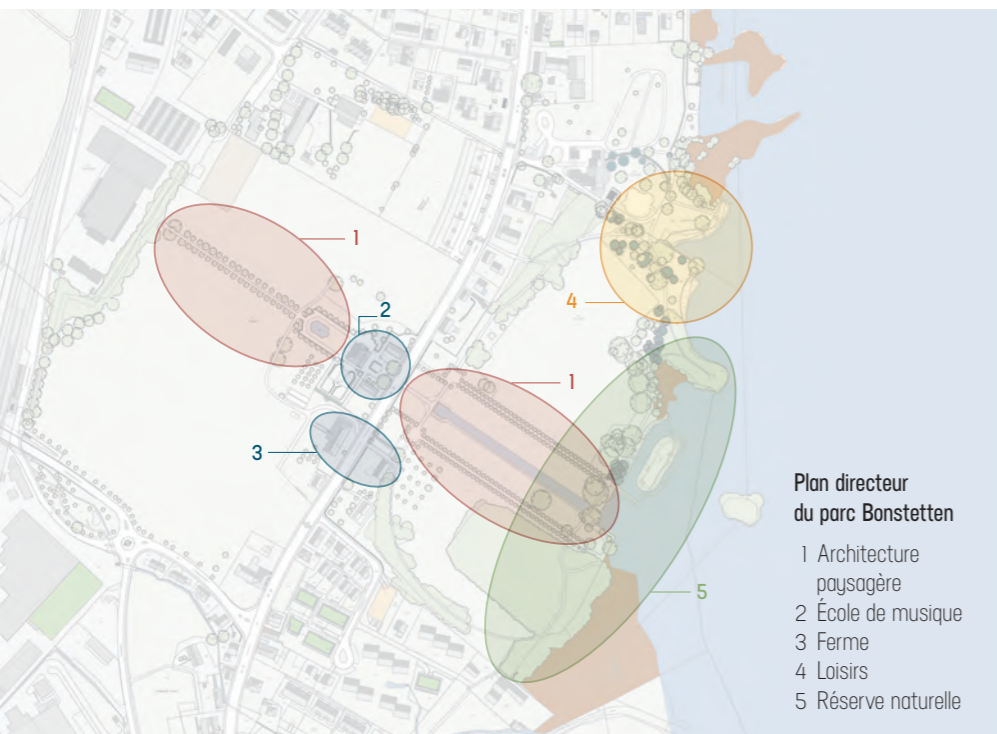 1
2
4
1
3
5
Plan directeur
du parc Bonstetten
1 Architecture
paysagère
2 École de musique
3 Ferme
4 Loisirs
5 Réserve naturelle